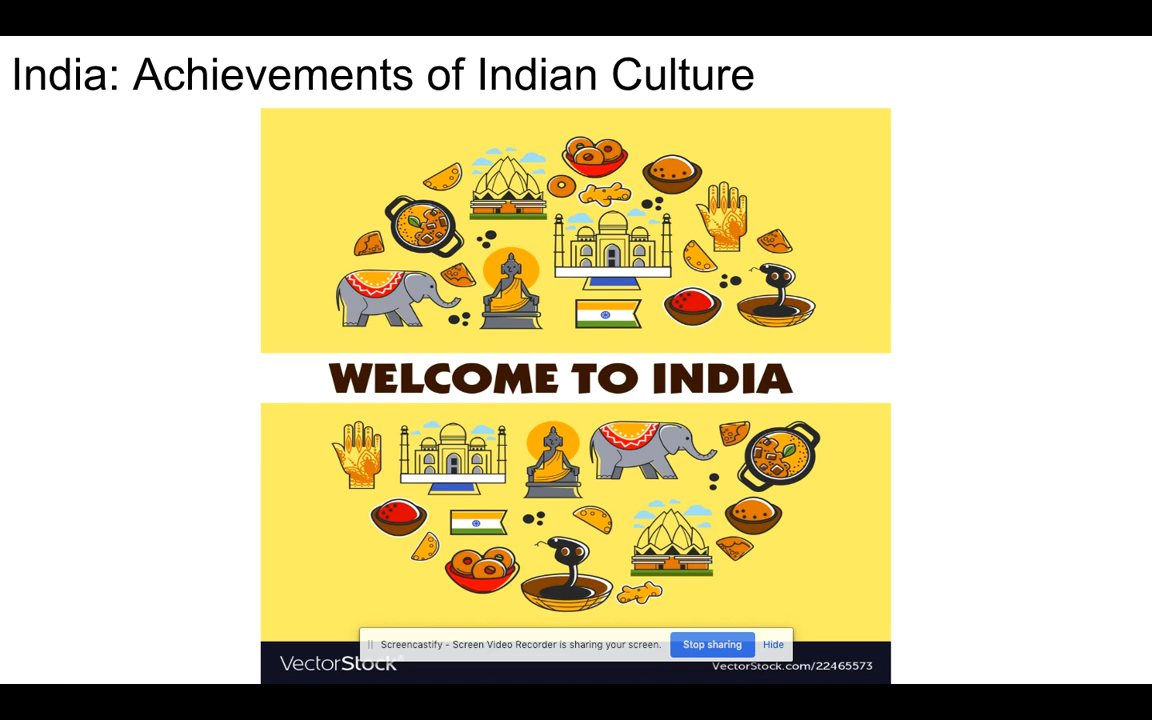 India: Achievements of Indian Culture
WELCOME TO INDIA
|| Screencastify - Screen Video Recorder is sharing your screen. Stop sharing Hide
VectorStock® VectorStock.com/22465573